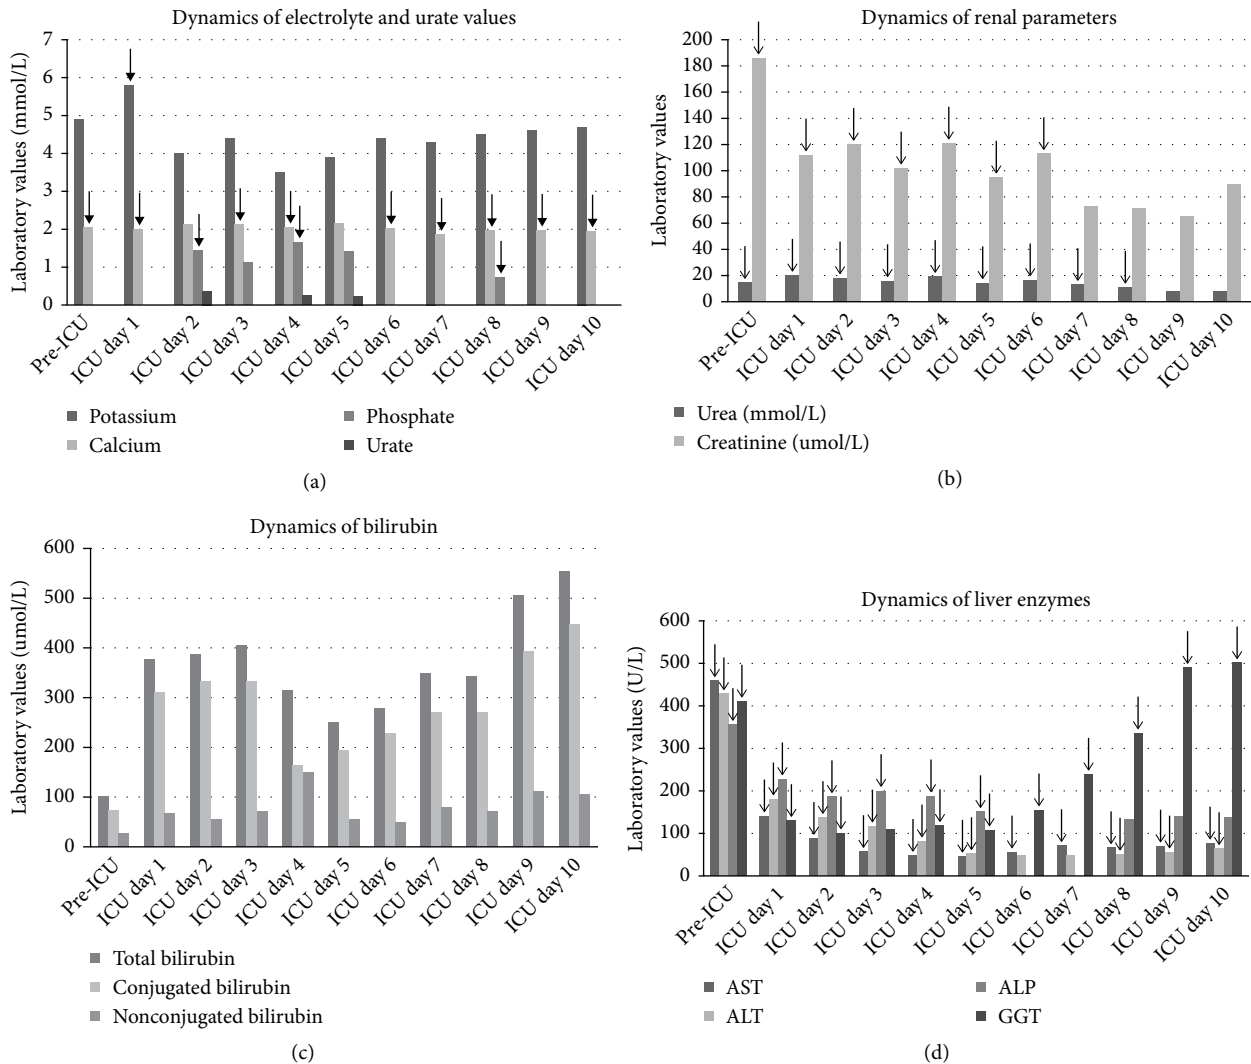 Dynamics of electrolyte and urate values
Laboratory values (mmol/L)
7
6
5
4
3
2
1
0
Pre-ICU
ICU day 1
ICU day 2
ICU day 3
ICU day 4
ICU day 5
ICU day 6
ICU day 7
ICU day 8
ICU day 9
ICU day 10
Potassium
Phosphate
Calcium
Urate
(a)
Dynamics of renal parameters
Laboratory values
200
180
160
140
120
100
80
60
40
20
0
Pre-ICU
ICU day 1
ICU day 2
ICU day 3
ICU day 4
ICU day 5
ICU day 6
ICU day 7
ICU day 8
ICU day 9
ICU day 10
Urea (mmol/L)
Creatinine (umol/L)
(b)
Dynamics of bilirubin
Laboratory values (umol/L)
600
500
400
300
200
100
0
Pre-ICU
ICU day 1
ICU day 2
ICU day 3
ICU day 4
ICU day 5
ICU day 6
ICU day 7
ICU day 8
ICU day 9
ICU day 10
Total bilirubin
Conjugated bilirubin
Nonconjugated bilirubin
(c)
Dynamics of liver enzymes
Laboratory values (U/L)
600
500
400
300
200
100
0
Pre-ICU
ICU day 1
ICU day 2
ICU day 3
ICU day 4
ICU day 5
ICU day 6
ICU day 7
ICU day 8
ICU day 9
ICU day 10
AST
ALP
ALT
GGT
(d)